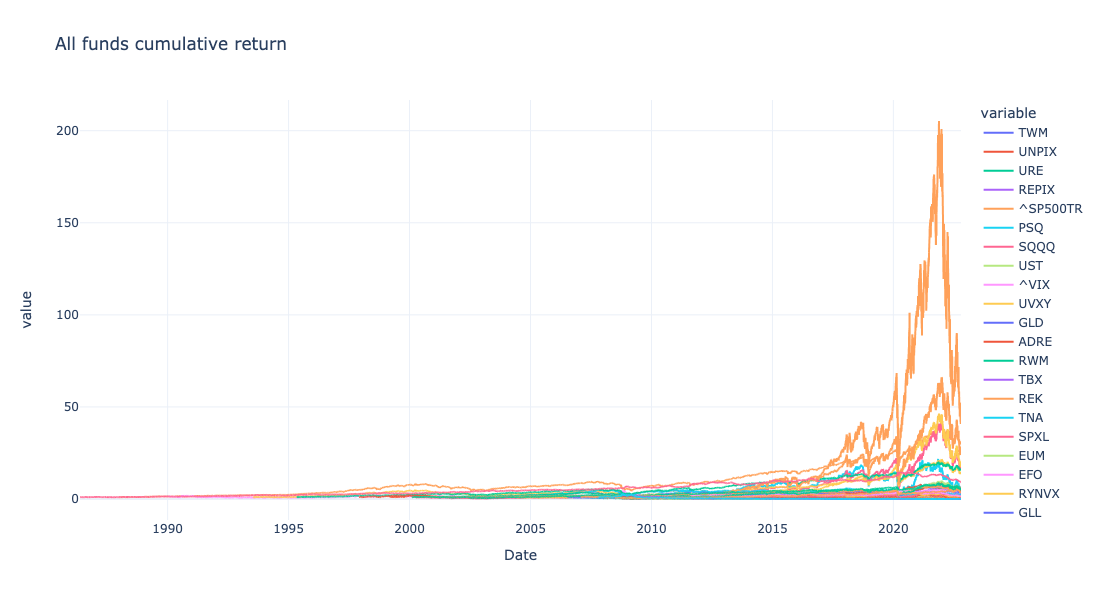 All funds cumulative return
variable
TWM
UNPIX
URE
REPIX
^SP500TR
PSQ
SQQQ
UST
^VIX
UVXY
GLD
ADRE
RWM
TBX
REK
TNA
SPXL
EUM
EFO
RYNVX
GLL
value
200
150
100
50
0
1990 1995 2000 2005 2010 2015 2020
Date